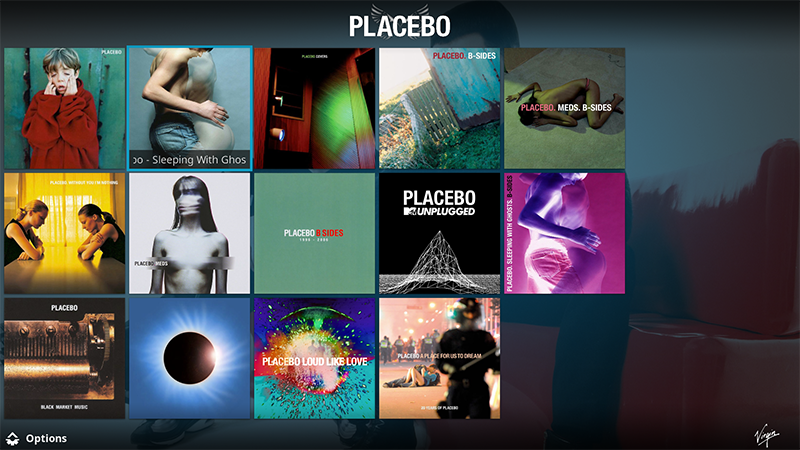 PLACEBO
PLACEBO
oo - Sleeping With Ghos
PLACEBO COVERS
PLACEBO. B-SIDES
PLACEBO. MEDS. B-SIDES
PLACEBO. WITHOUT YOU I'M NOTHING
PLACEBO MEDS
PLACEBO B SIDES
1996 - 2006
PLACEBO
MTV UNPLUGGED
PLACEBO. SLEEPING WITH GHOSTS. B-SIDES
PLACEBO
BLACK MARKET MUSIC
PLACEBO LOUD LIKE LOVE
PLACEBO A PLACE FOR US TO DREAM
20 YEARS OF PLACEBO
Options
Virgin